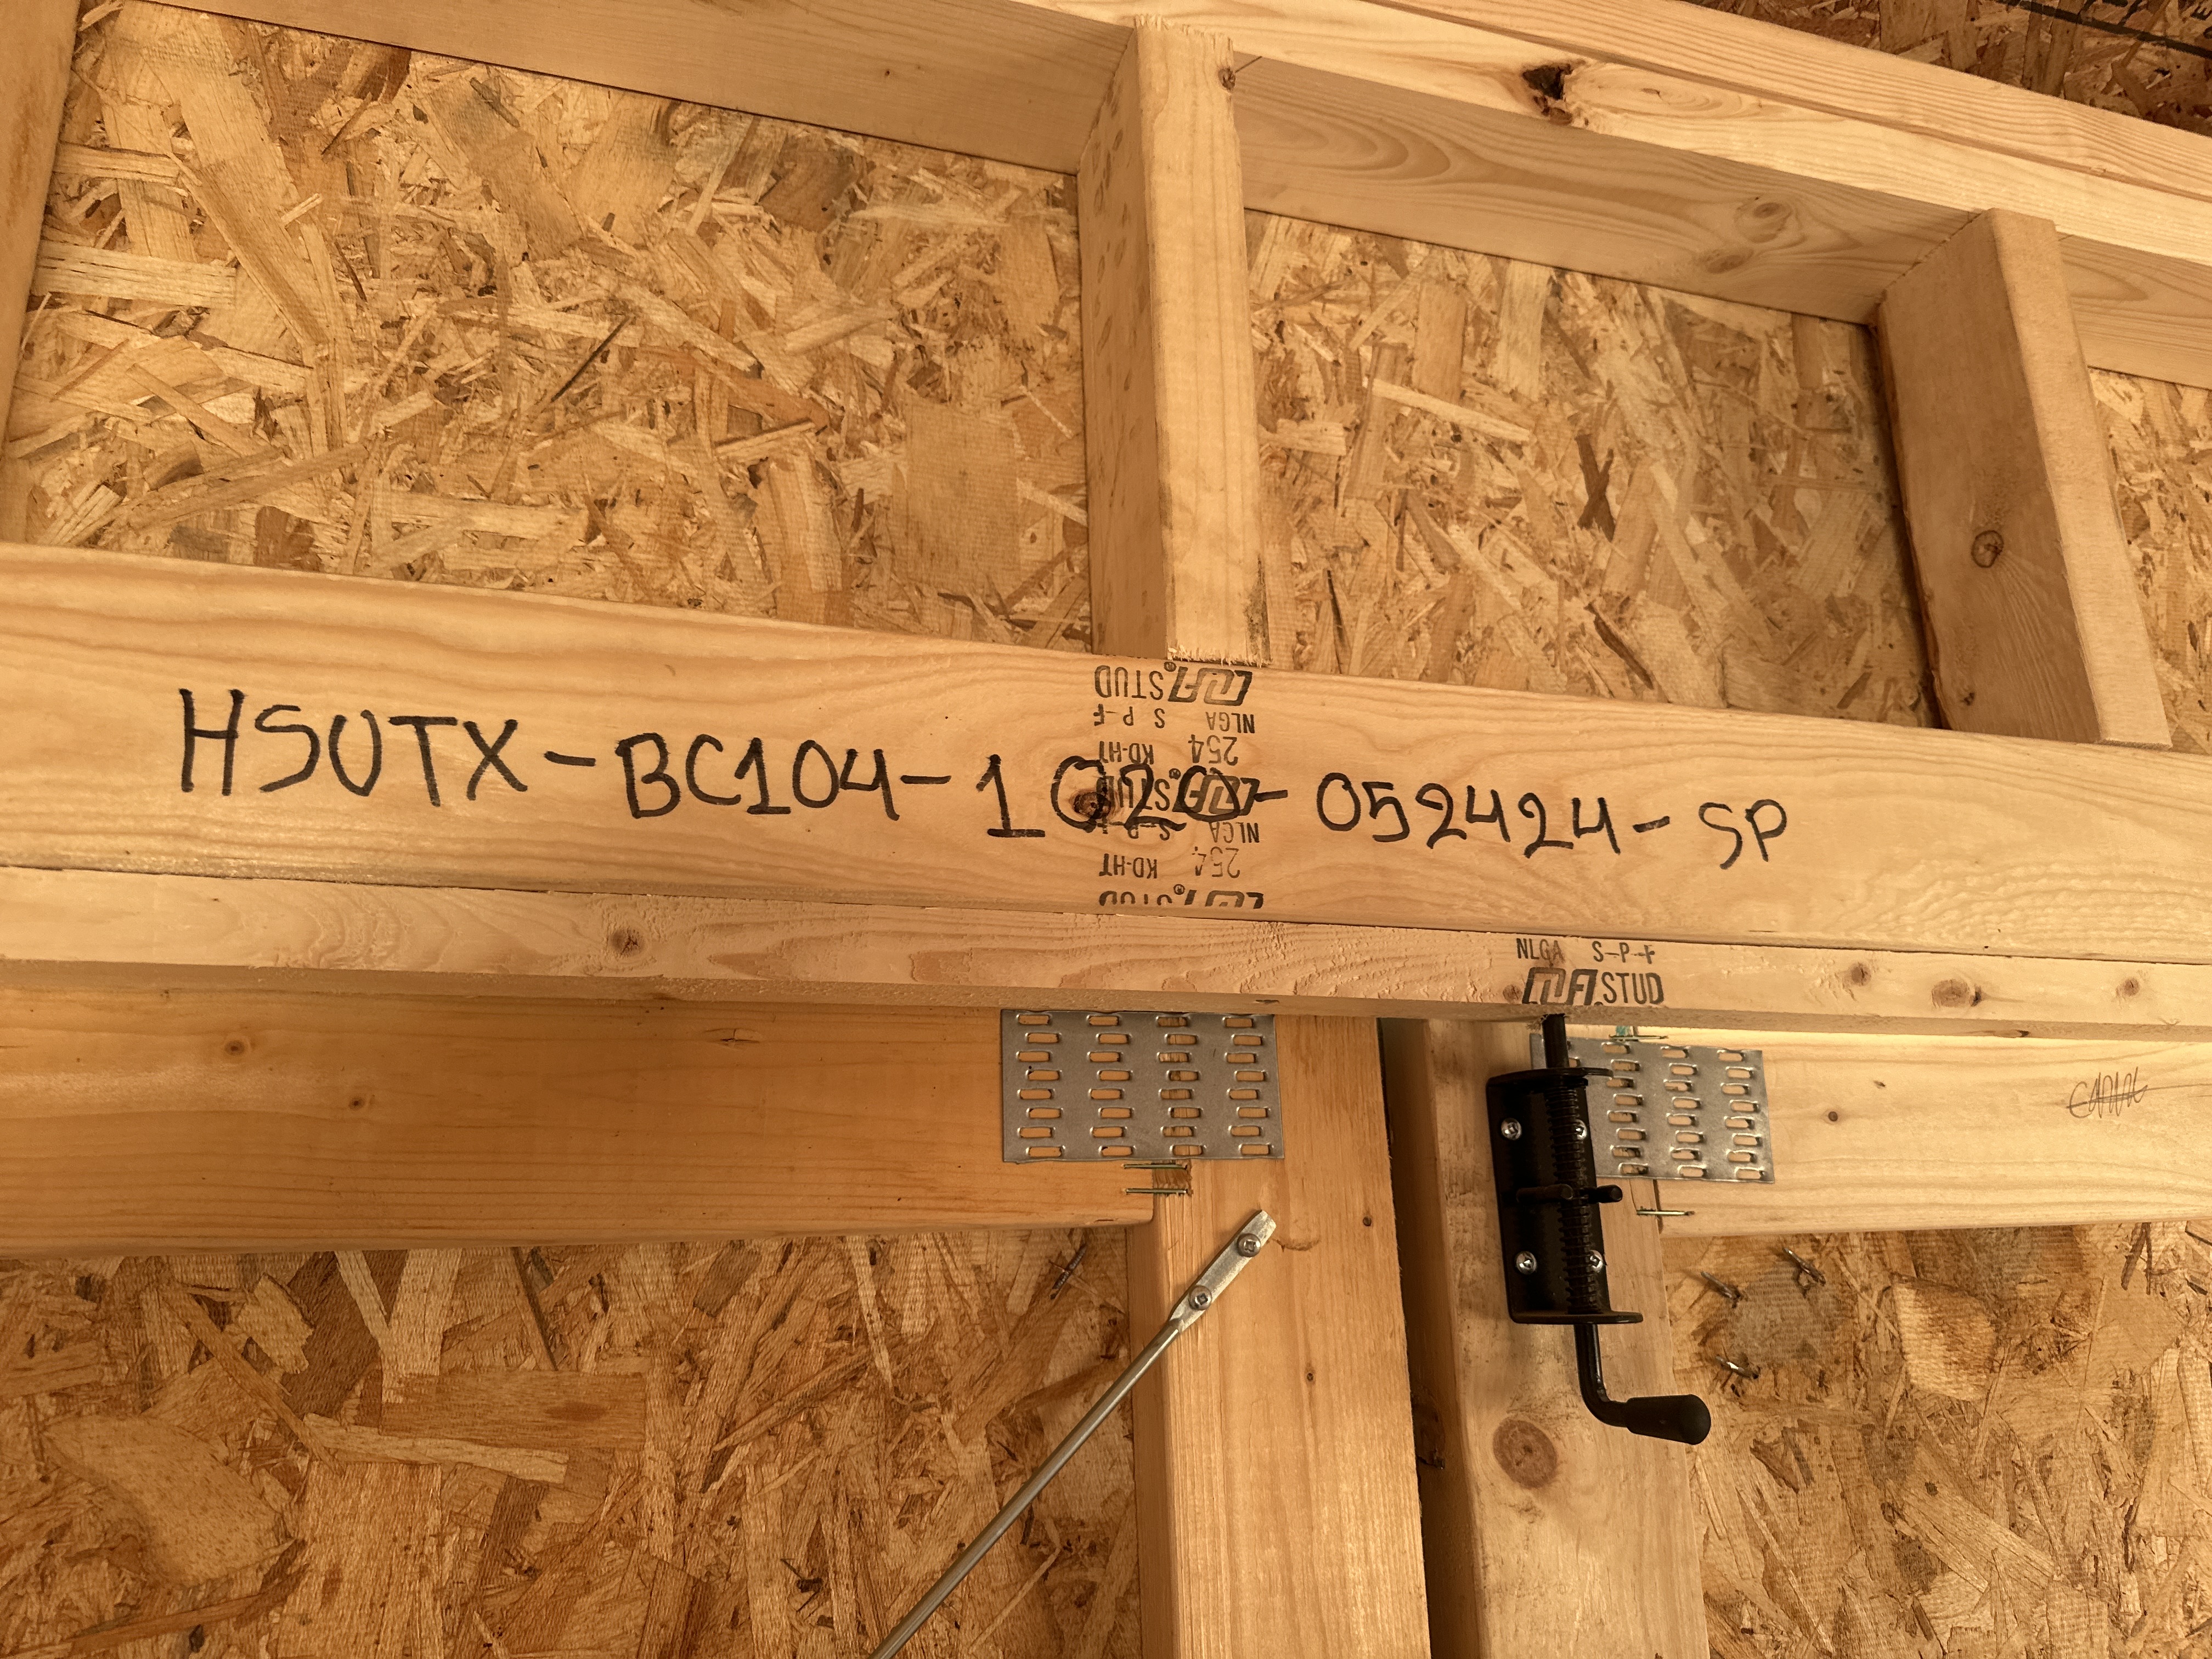 HSUTX-BC104-1020-052424-SP
STUD
NLGA S P-F
254 KD-HT
STUD
NLGA S-P-F
254 KD-HT
STUD
NLGA S-P-F
STUD